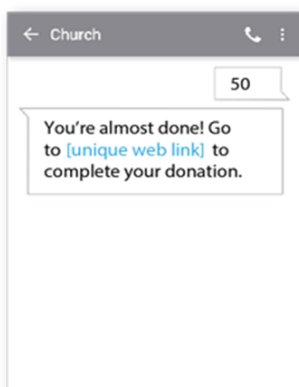 Church
50
You're almost done! Go
to [unique web link] to
complete your donation.